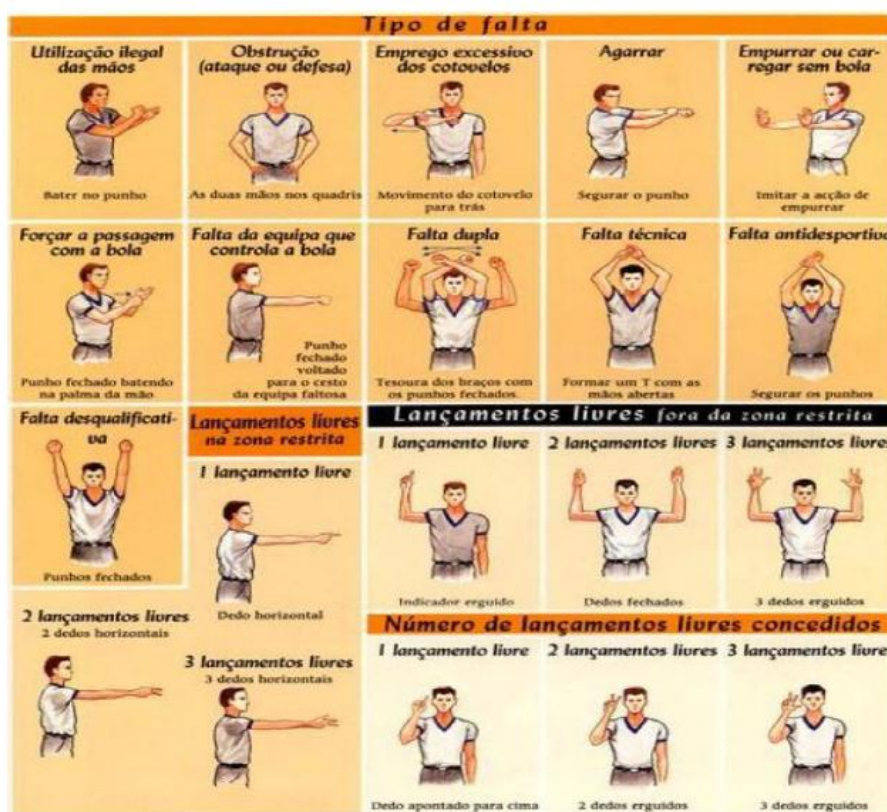 Tipo de falta
Utilização ilegal
das mãos
Bater no punho
Obstrução
(ataque ou defesa)
As duas mãos nos quadris
Emprego excessivo
dos cotovelos
Movimento do cotovelo
para trás
Agarrar
Segurar o punho
Empurrar ou car-
regar sem bola
Imitar a acção de
empurrar
Forçar a passagem
com a bola
Punho fechado batendo
na palma da mão
Falta da equipa que
controla a bola
Punho
fechado
voltado
para o cesto
da equipa faltosa
Falta dupla
Tesoura dos braços com
os punhos fechados.
Falta técnica
Formar um T com as
mãos abertas
Falta antidesportiva
Segurar os punhos
Falta desqualificati-
va
Punhos fechados
Lançamentos livres
na zona restrita
1 lançamento livre
Dedo horizontal
2 lançamentos livres
2 dedos horizontais
3 lançamentos livres
3 dedos horizontais
Lançamentos livres fora da zona restrita
1 lançamento livre
Indicador erguido
2 lançamentos livres
Dedos fechados
3 lançamentos livres
3 dedos erguidos
Número de lançamentos livres concedidos
1 lançamento livre
Dedo apontado para cima
2 lançamentos livres
2 dedos erguidos
3 lançamentos livre
3 dedos erguidos